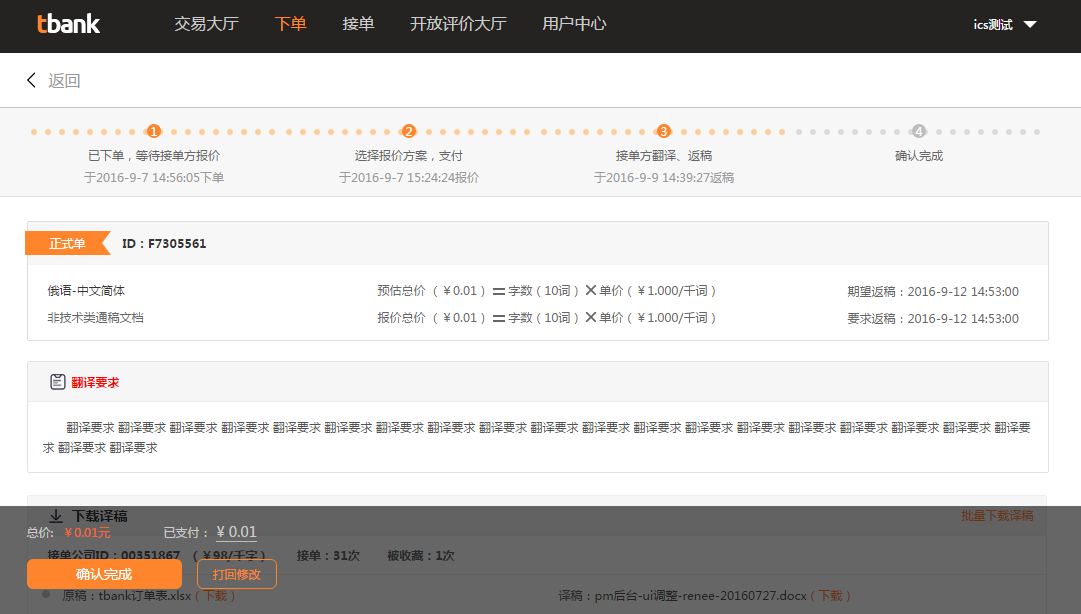 tbank 交易大厅 下单 接单 开放评价大厅 用户中心 ics测试
返回
1 2 3 4
已下单，等待接单方报价 选择报价方案，支付 接单方翻译、返稿 确认完成
于2016-9-7 14:56:05下单 于2016-9-7 15:24:24报价 于2016-9-9 14:39:27返稿
正式单 ID：F7305561
俄语-中文简体 预估总价（￥0.01）＝字数（10词）×单价（￥1.000/千词） 期望返稿：2016-9-12 14:53:00
非技术类通稿文档 报价总价（￥0.01）＝字数（10词）×单价（￥1.000/千词） 要求返稿：2016-9-12 14:53:00
翻译要求
翻译要求 翻译要求 翻译要求 翻译要求 翻译要求 翻译要求 翻译要求 翻译要求 翻译要求 翻译要求 翻译要求 翻译要求 翻译要求 翻译要求 翻译要求 翻译要求 翻译要求 翻译要求 翻译要
求 翻译要求 翻译要求
下载译稿 批量下载译稿
总价: ￥0.01元 已支付： ￥0.01
接单公司ID：00351867 （￥98/千字） 接单：31次 被收藏：1次
确认完成 打回修改
原稿：tbank订单表.xlsx（下载） 译稿：pm后台-ui调整-renee-20160727.docx（下载）